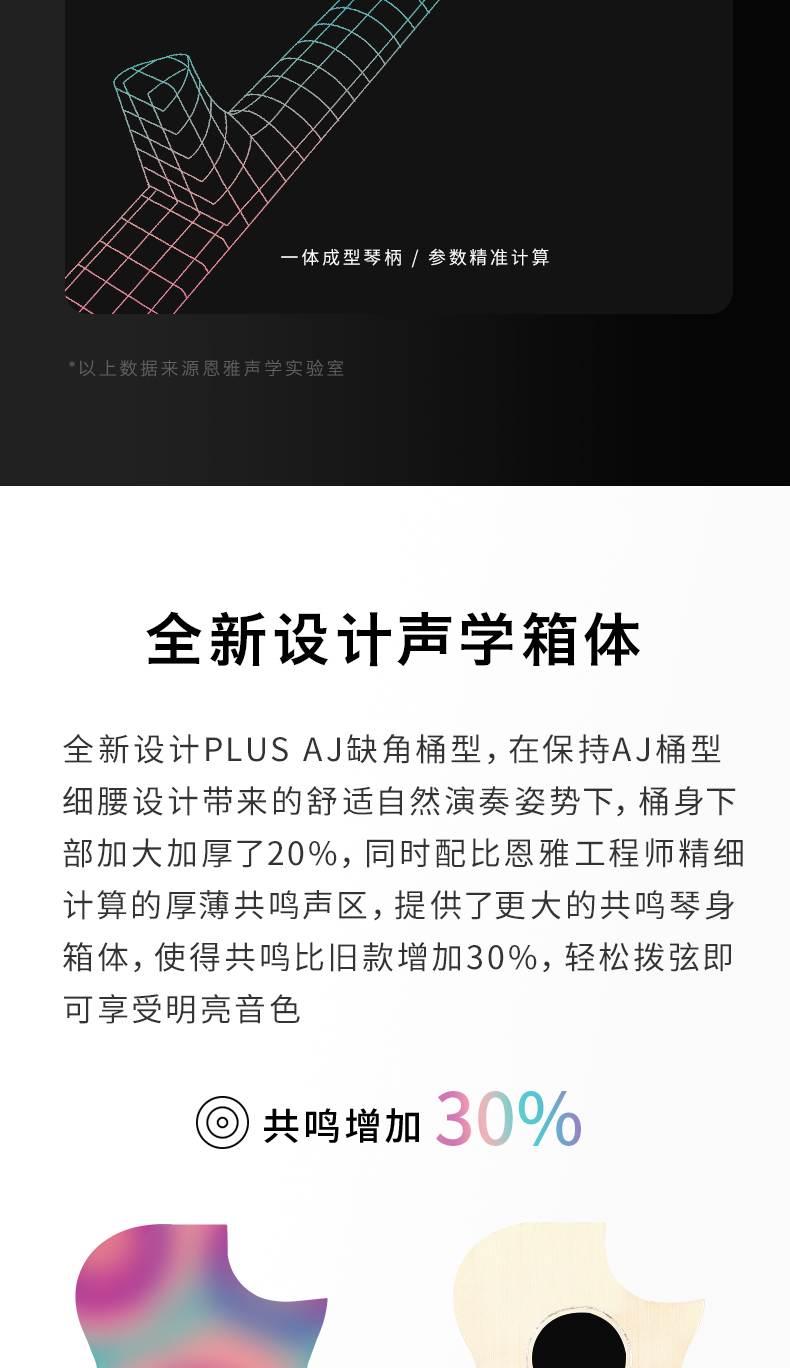 一体成型琴柄 / 参数精准计算
*以上数据来源恩雅声学实验室
全新设计声学箱体
全新设计PLUS AJ缺角桶型，在保持AJ桶型
细腰设计带来的舒适自然演奏姿势下，桶身下
部加大加厚了20%，同时配比恩雅工程师精细
计算的厚薄共鸣声区，提供了更大的共鸣琴身
箱体，使得共鸣比旧款增加30%，轻松拨弦即
可享受明亮音色
共鸣增加 30%